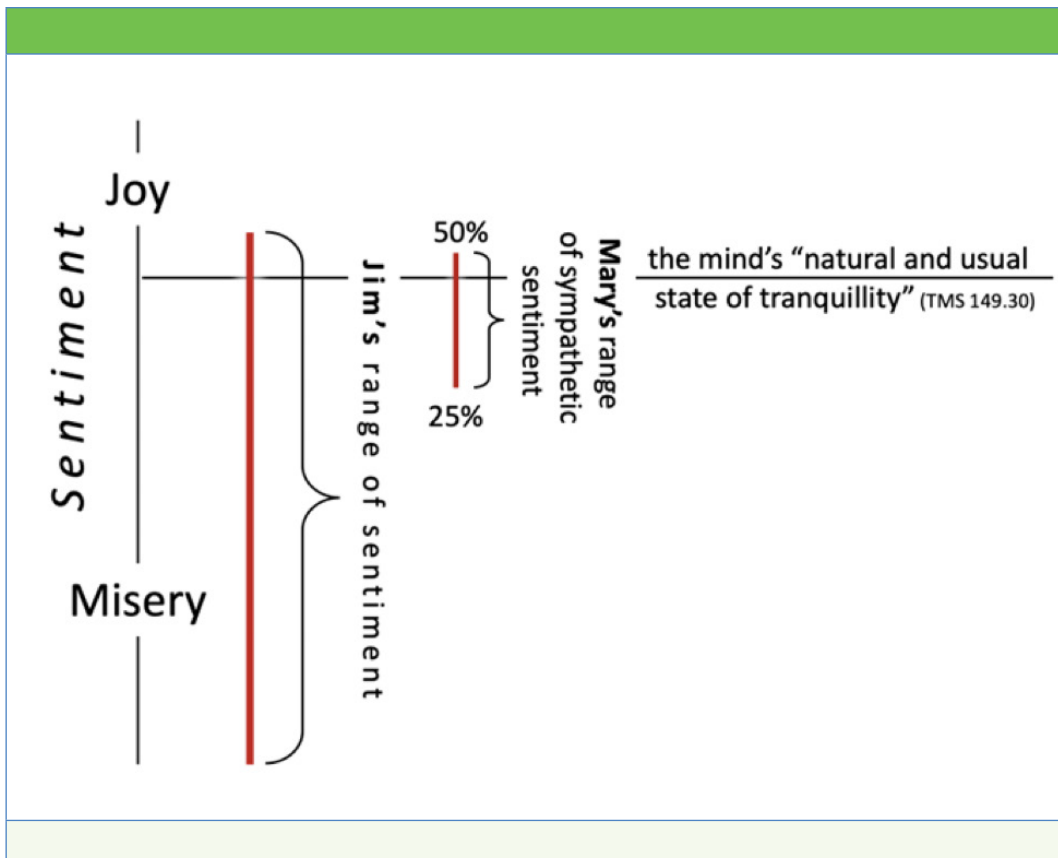 Sentiment
Joy
Misery
Jim's range of sentiment
50%
25%
Mary's range
of sympathetic
sentiment
the mind's “natural and usual
state of tranquillity” (TMS 149.30)